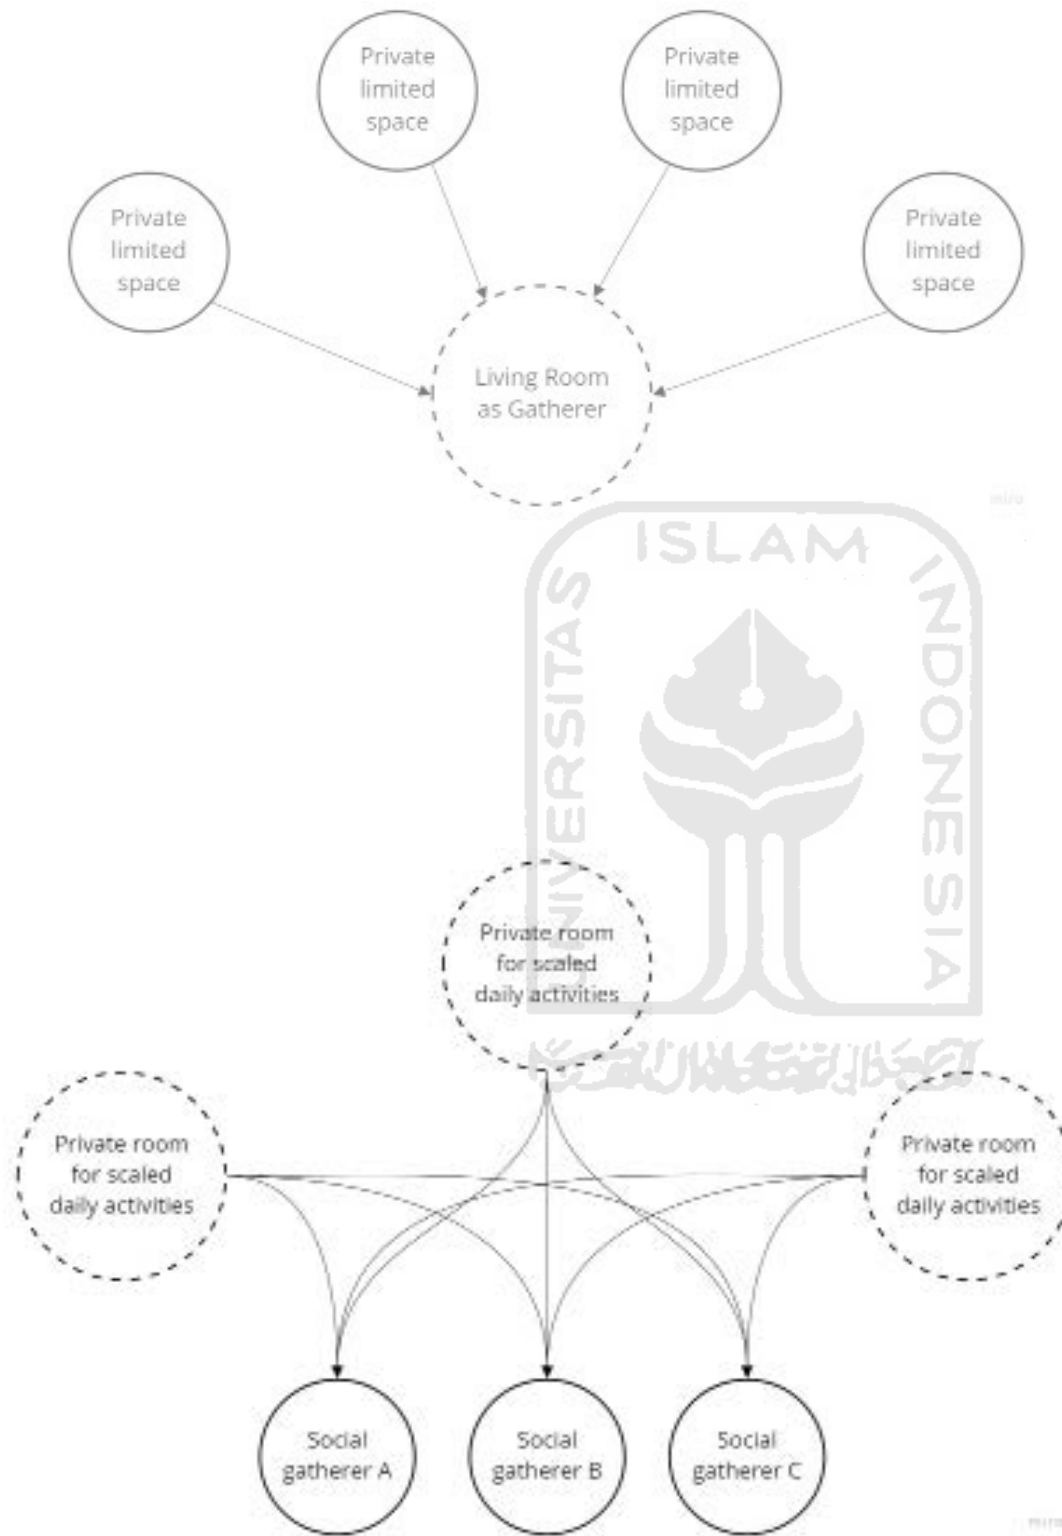 Private
limited
space
Private
limited
space
Private
limited
space
Private
limited
space
Living Room
as Gatherer
miro
ISLAM
UNIVERSITAS
INDONESIA
Private room
for scaled
daily activities
Private room
for scaled
daily activities
Private room
for scaled
daily activities
Social
gatherer A
Social
gatherer B
Social
gatherer C
miro